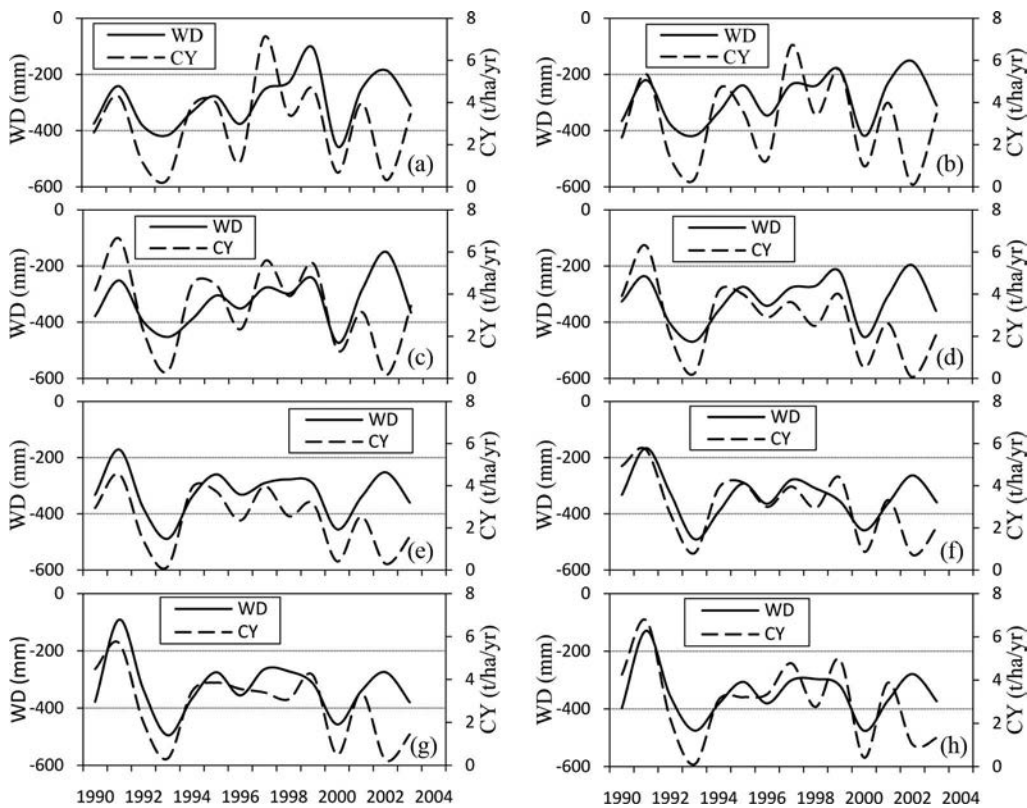 0 8 0 8
WD WD
CY CY
-200 6 -200 6
WD (mm) CY (t/ha/yr) WD (mm) CY (t/ha/yr)
4 4
-400 2 -400 2
(a) (b)
-600 0 -600 0
0 8 0 8
WD WD
CY CY
-200 6 -200 6
WD (mm) CY (t/ha/yr) WD (mm) CY (t/ha/yr)
4 4
-400 2 -400 2
(c) (d)
-600 0 -600 0
0 8 0 8
WD WD
CY CY
-200 6 -200 6
WD (mm) CY (t/ha/yr) WD (mm) CY (t/ha/yr)
4 4
-400 2 -400 2
(e) (f)
-600 0 -600 0
0 8 0 8
WD WD
CY CY
-200 6 -200 6
WD (mm) CY (t/ha/yr) WD (mm) CY (t/ha/yr)
4 4
-400 2 -400 2
(g) (h)
-600 0 -600 0
1990 1992 1994 1996 1998 2000 2002 2004 1990 1992 1994 1996 1998 2000 2002 2004